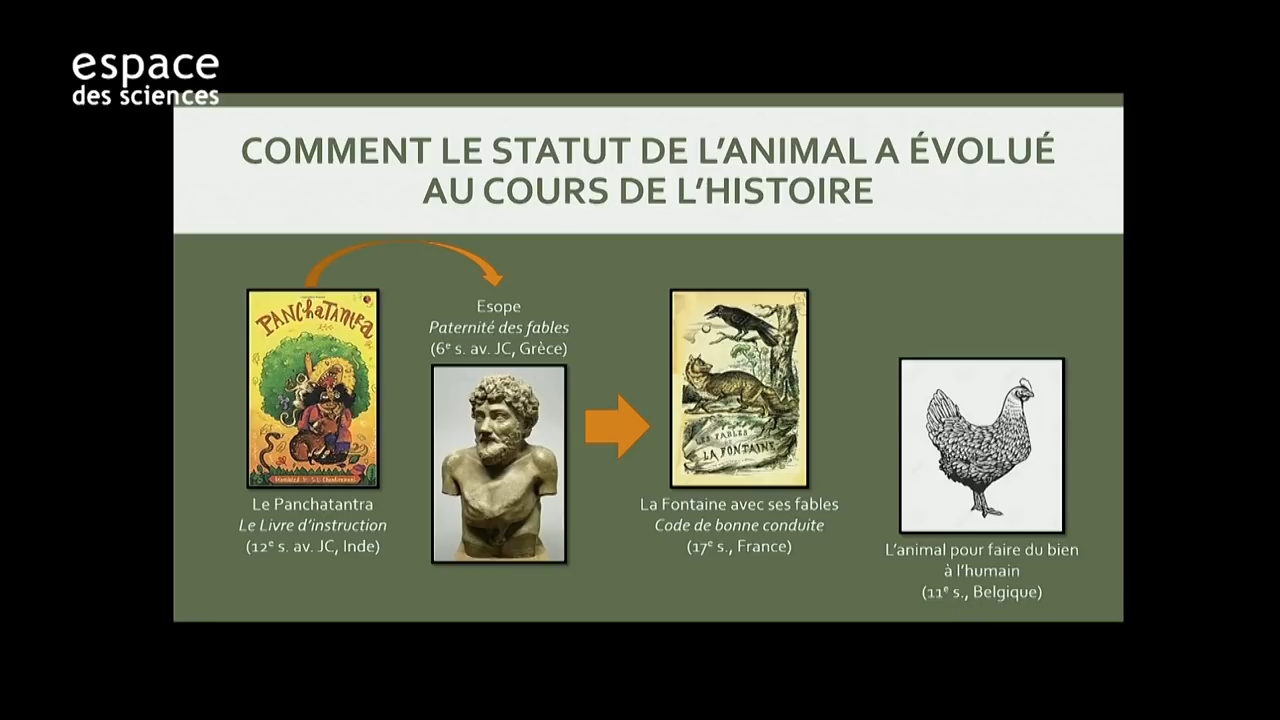 espace
des sciences
COMMENT LE STATUT DE L'ANIMAL A ÉVOLUÉ
AU COURS DE L'HISTOIRE
PANCHATANTRA
Le Panchatantra
Le Livre d'instruction
(12e s. av. JC, Inde)
Esope
Paternité des fables
(6e s. av. JC, Grèce)
LES FABLES
LA FONTAINE
La Fontaine avec ses fables
Code de bonne conduite
(17e s., France)
L'animal pour faire du bien
à l'humain
(11e s., Belgique)